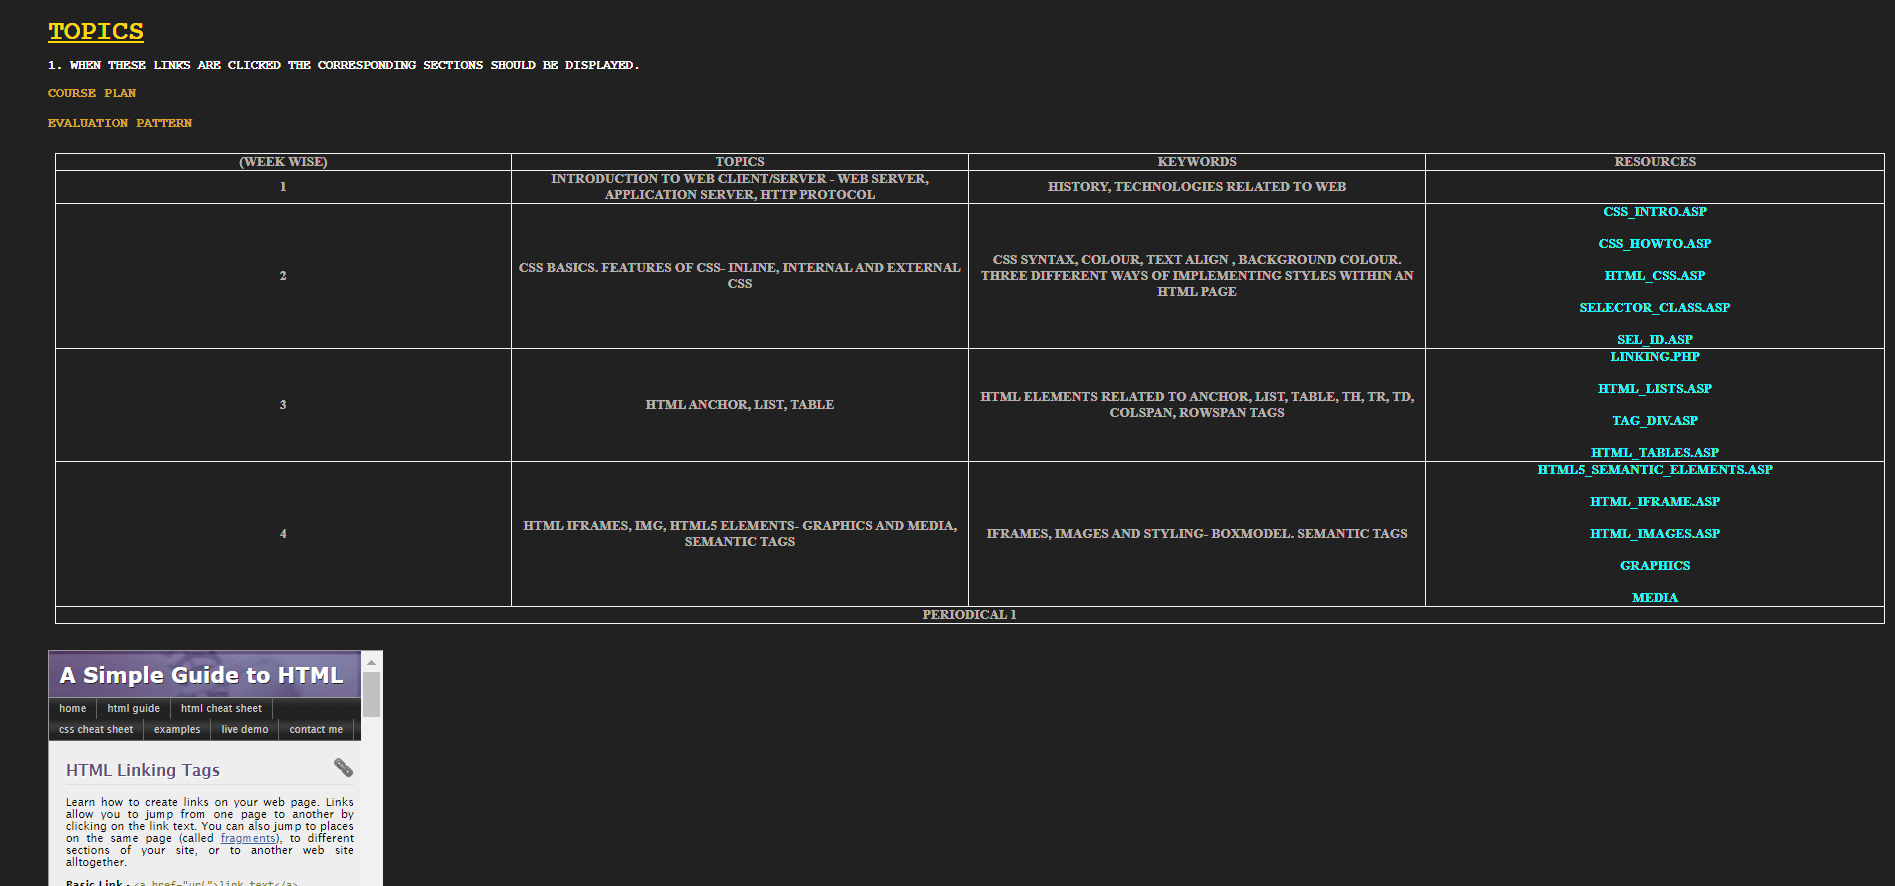 TOPICS
1. WHEN THESE LINKS ARE CLICKED THE CORRESPONDING SECTIONS SHOULD BE DISPLAYED.
COURSE PLAN
EVALUATION PATTERN
(WEEK WISE) TOPICS KEYWORDS RESOURCES
1
INTRODUCTION TO WEB CLIENT/SERVER - WEB SERVER,
APPLICATION SERVER, HTTP PROTOCOL
HISTORY, TECHNOLOGIES RELATED TO WEB
2
CSS BASICS. FEATURES OF CSS- INLINE, INTERNAL AND EXTERNAL
CSS
CSS SYNTAX, COLOUR, TEXT ALIGN , BACKGROUND COLOUR.
THREE DIFFERENT WAYS OF IMPLEMENTING STYLES WITHIN AN
HTML PAGE
CSS_INTRO.ASP
CSS_HOWTO.ASP
HTML_CSS.ASP
SELECTOR_CLASS.ASP
SEL_ID.ASP
3
HTML ANCHOR, LIST, TABLE
HTML ELEMENTS RELATED TO ANCHOR, LIST, TABLE, TH, TR, TD,
COLSPAN, ROWSPAN TAGS
LINKING.PHP
HTML_LISTS.ASP
TAG_DIV.ASP
HTML_TABLES.ASP
4
HTML IFRAMES, IMG, HTML5 ELEMENTS- GRAPHICS AND MEDIA,
SEMANTIC TAGS
IFRAMES, IMAGES AND STYLING- BOXMODEL. SEMANTIC TAGS
HTML5_SEMANTIC_ELEMENTS.ASP
HTML_IFRAME.ASP
HTML_IMAGES.ASP
GRAPHICS
MEDIA
PERIODICAL 1
A Simple Guide to HTML
home html guide html cheat sheet
css cheat sheet examples live demo contact me
HTML Linking Tags
Learn how to create links on your web page. Links
allow you to jump from one page to another by
clicking on the link text. You can also jump to places
on the same page (called fragments), to different
sections of your site, or to another web site
alltogether.
Basic Link - <a href="url">link text</a>